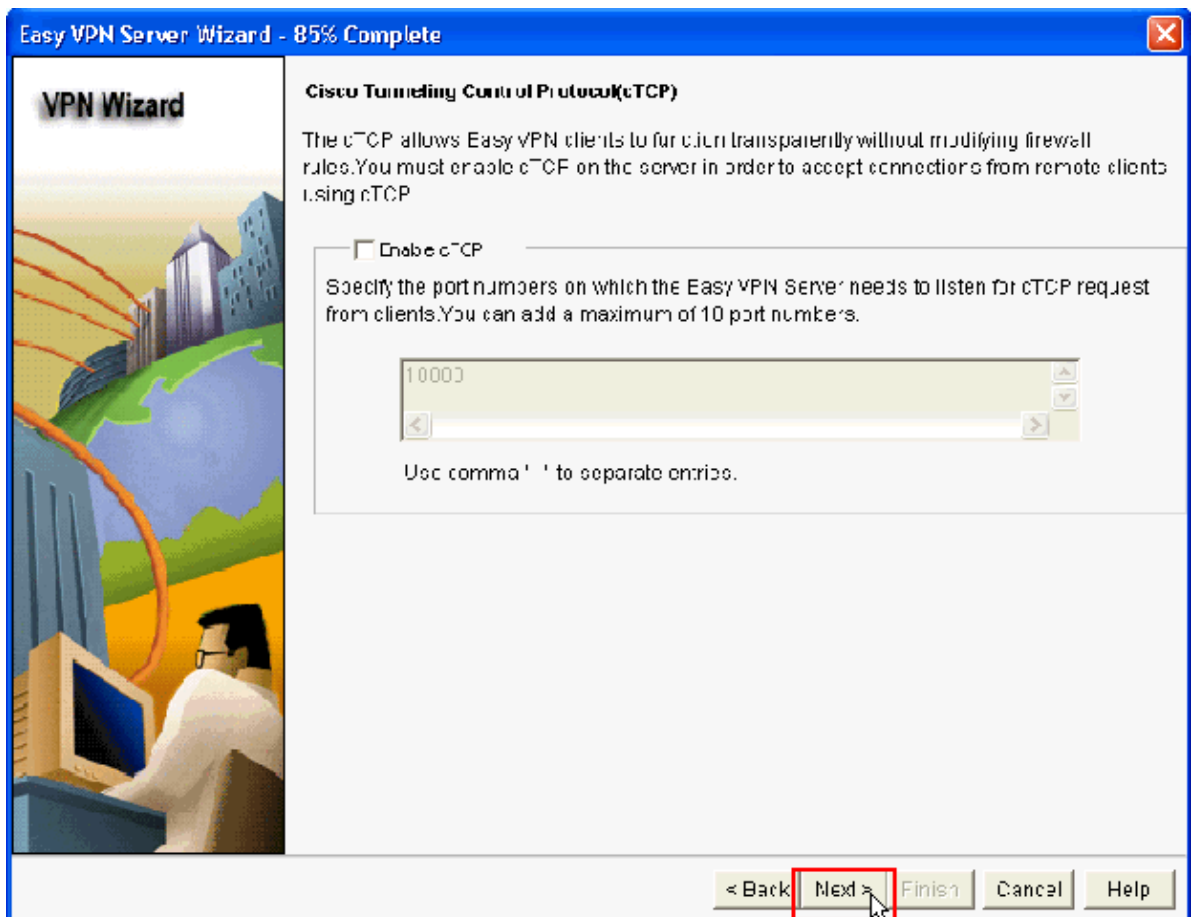 Easy VPN Server Wizard - 85% Complete
VPN Wizard
Cisco Tunneling Control Protocol(cTCP)
The cTCP allows Easy VPN clients to function transparently without modifying firewall
rules.You must enable cTCP on the server in order to accept connections from remote clients
using cTCP
Enable cTCP
Specify the port numbers on which the Easy VPN Server needs to listen for cTCP request
from clients.You can add a maximum of 10 port numbers.
10000
Use comma ' ' to separate entries.
< Back
Next >
Finish
Cancel
Help